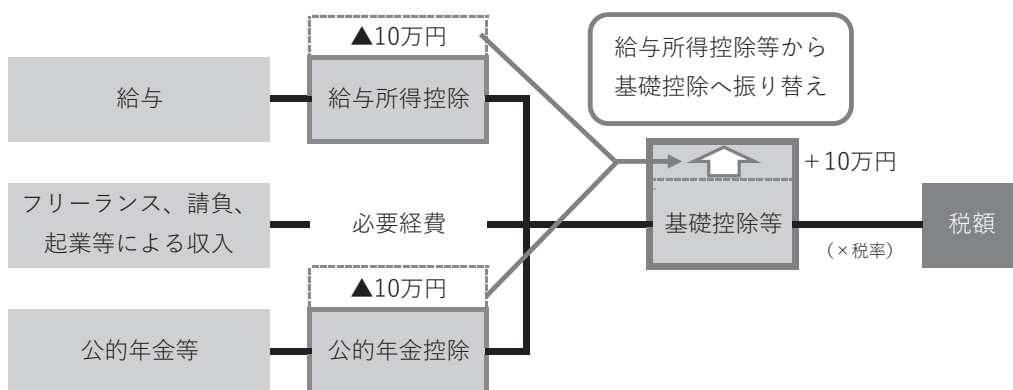 ▲10万円
給与所得控除等から
基礎控除へ振り替え
給与
給与所得控除
＋10万円
フリーランス、請負、
起業等による収入
必要経費
基礎控除等
（×税率）
税額
▲10万円
公的年金等
公的年金控除